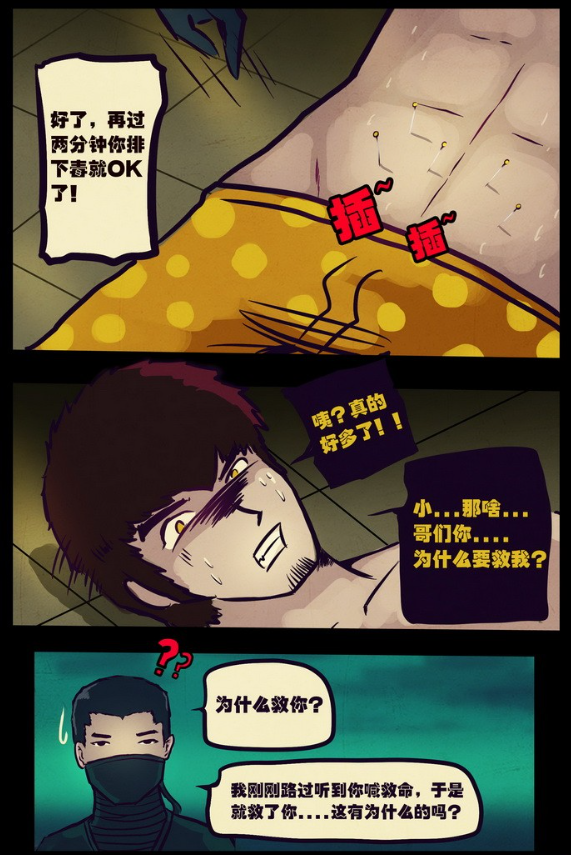 好了，再过
两分钟你排
下毒就OK
了！
插~
插~
咦？真的
好多了！！
小...那啥...
哥们你....
为什么要救我？
??
为什么救你？
我刚刚路过听到你喊救命，于是
就救了你....这有为什么的吗？